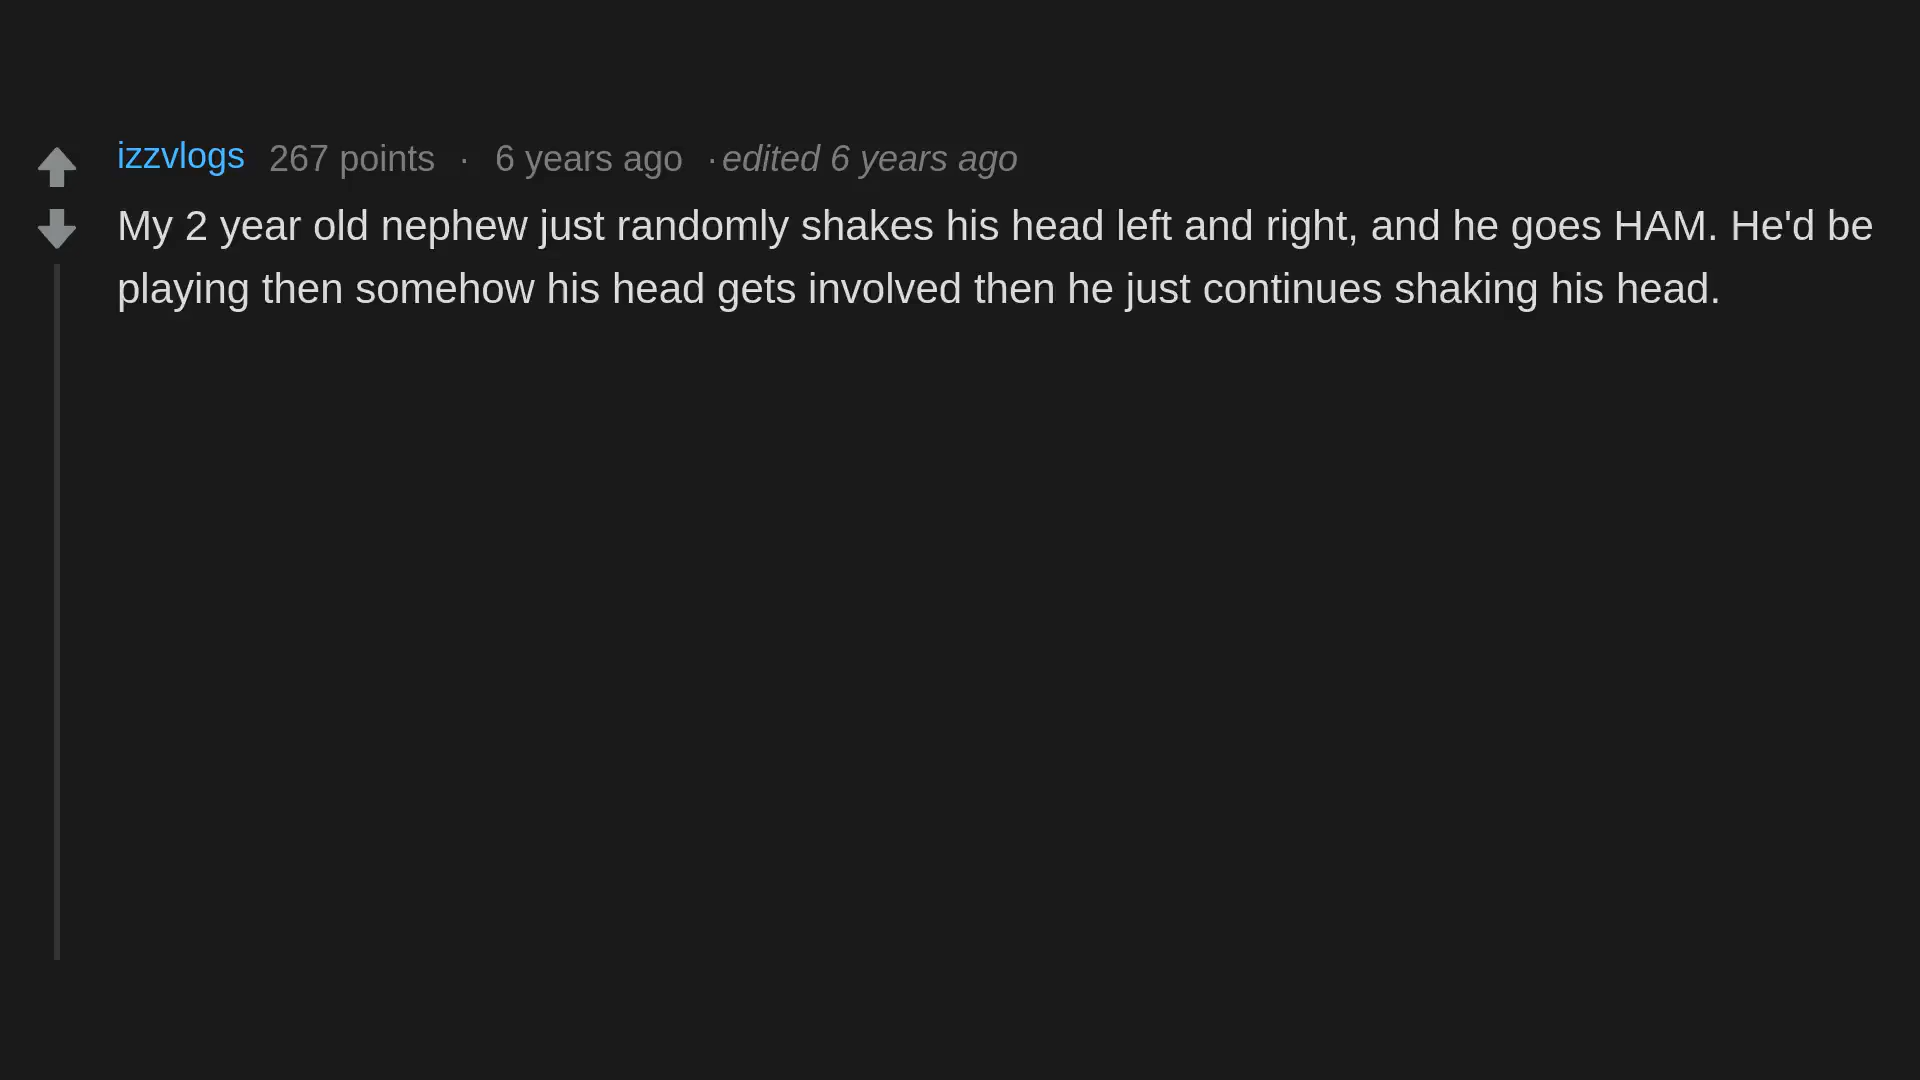 izzvlogs 267 points · 6 years ago · edited 6 years ago
My 2 year old nephew just randomly shakes his head left and right, and he goes HAM. He'd be
playing then somehow his head gets involved then he just continues shaking his head.